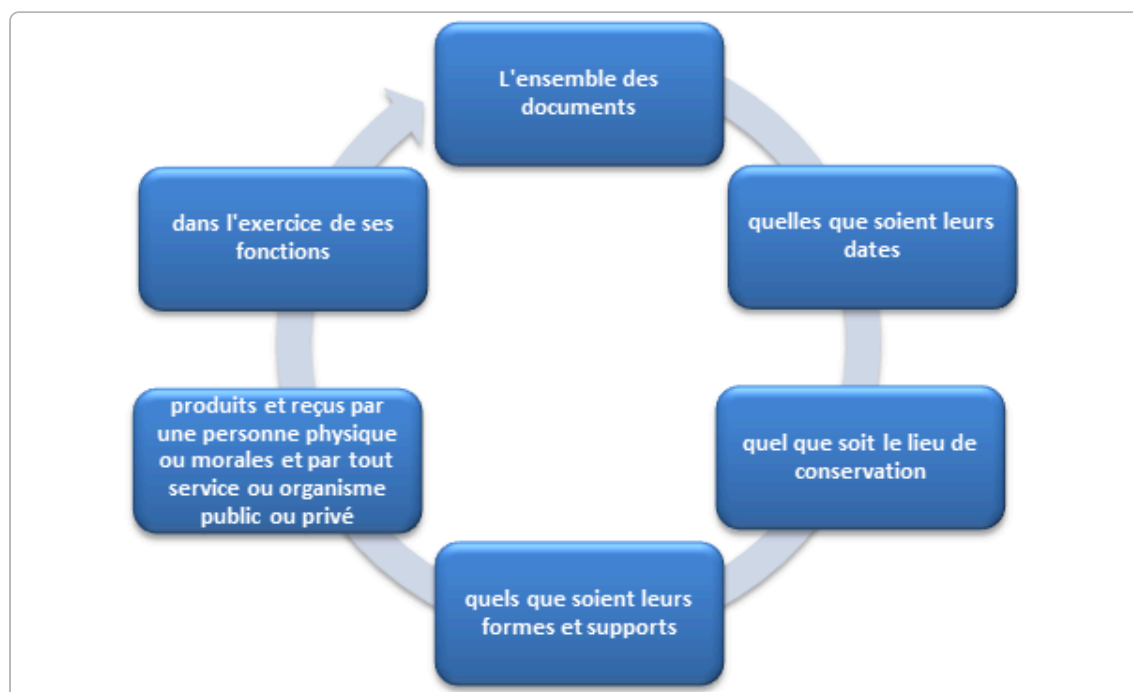 L'ensemble des
documents
quelles que soient leurs
dates
quel que soit le lieu de
conservation
quels que soient leurs
formes et supports
produits et reçus par
une personne physique
ou morales et par tout
service ou organisme
public ou privé
dans l'exercice de ses
fonctions